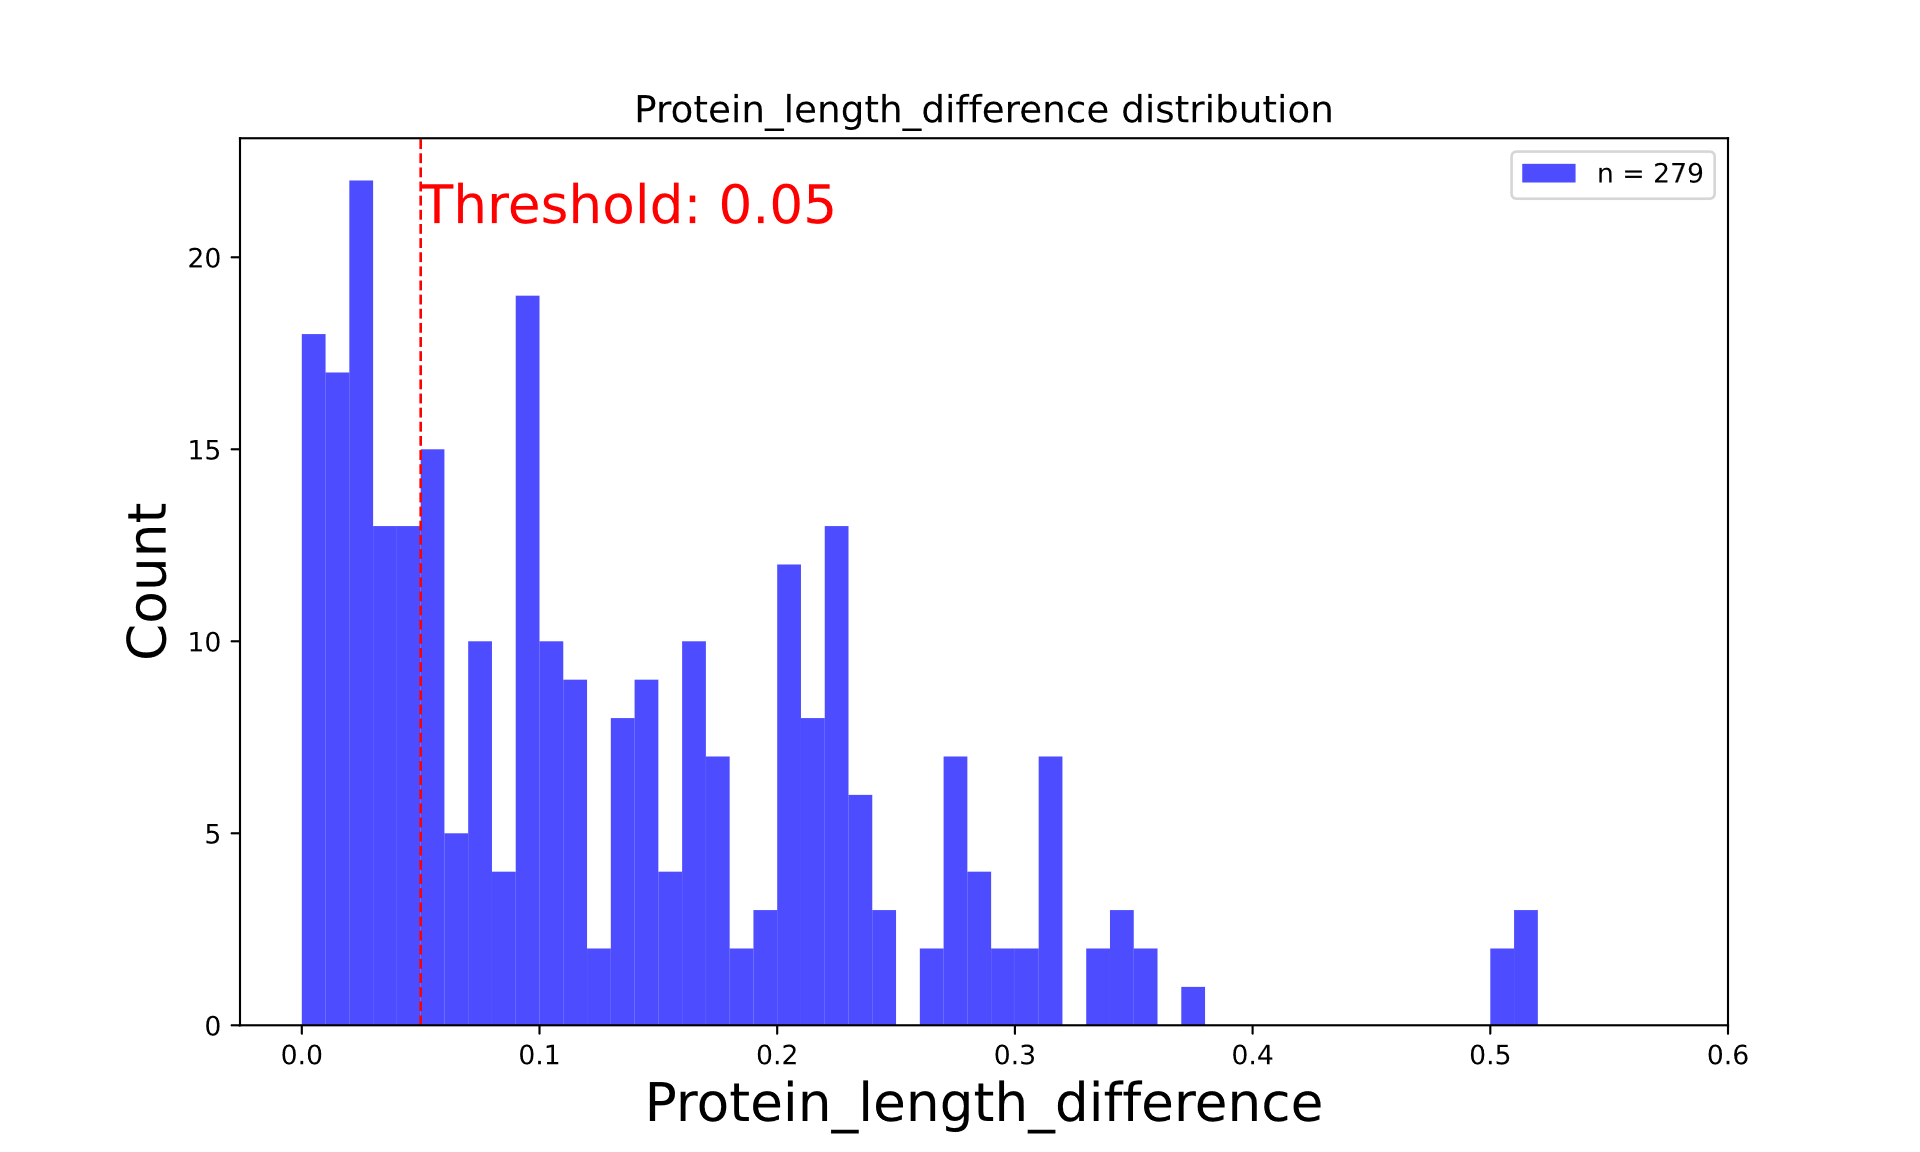 Protein_length_difference distribution
n = 279
Threshold: 0.05
Count
20
15
10
5
0
0.0 0.1 0.2 0.3 0.4 0.5 0.6
Protein_length_difference